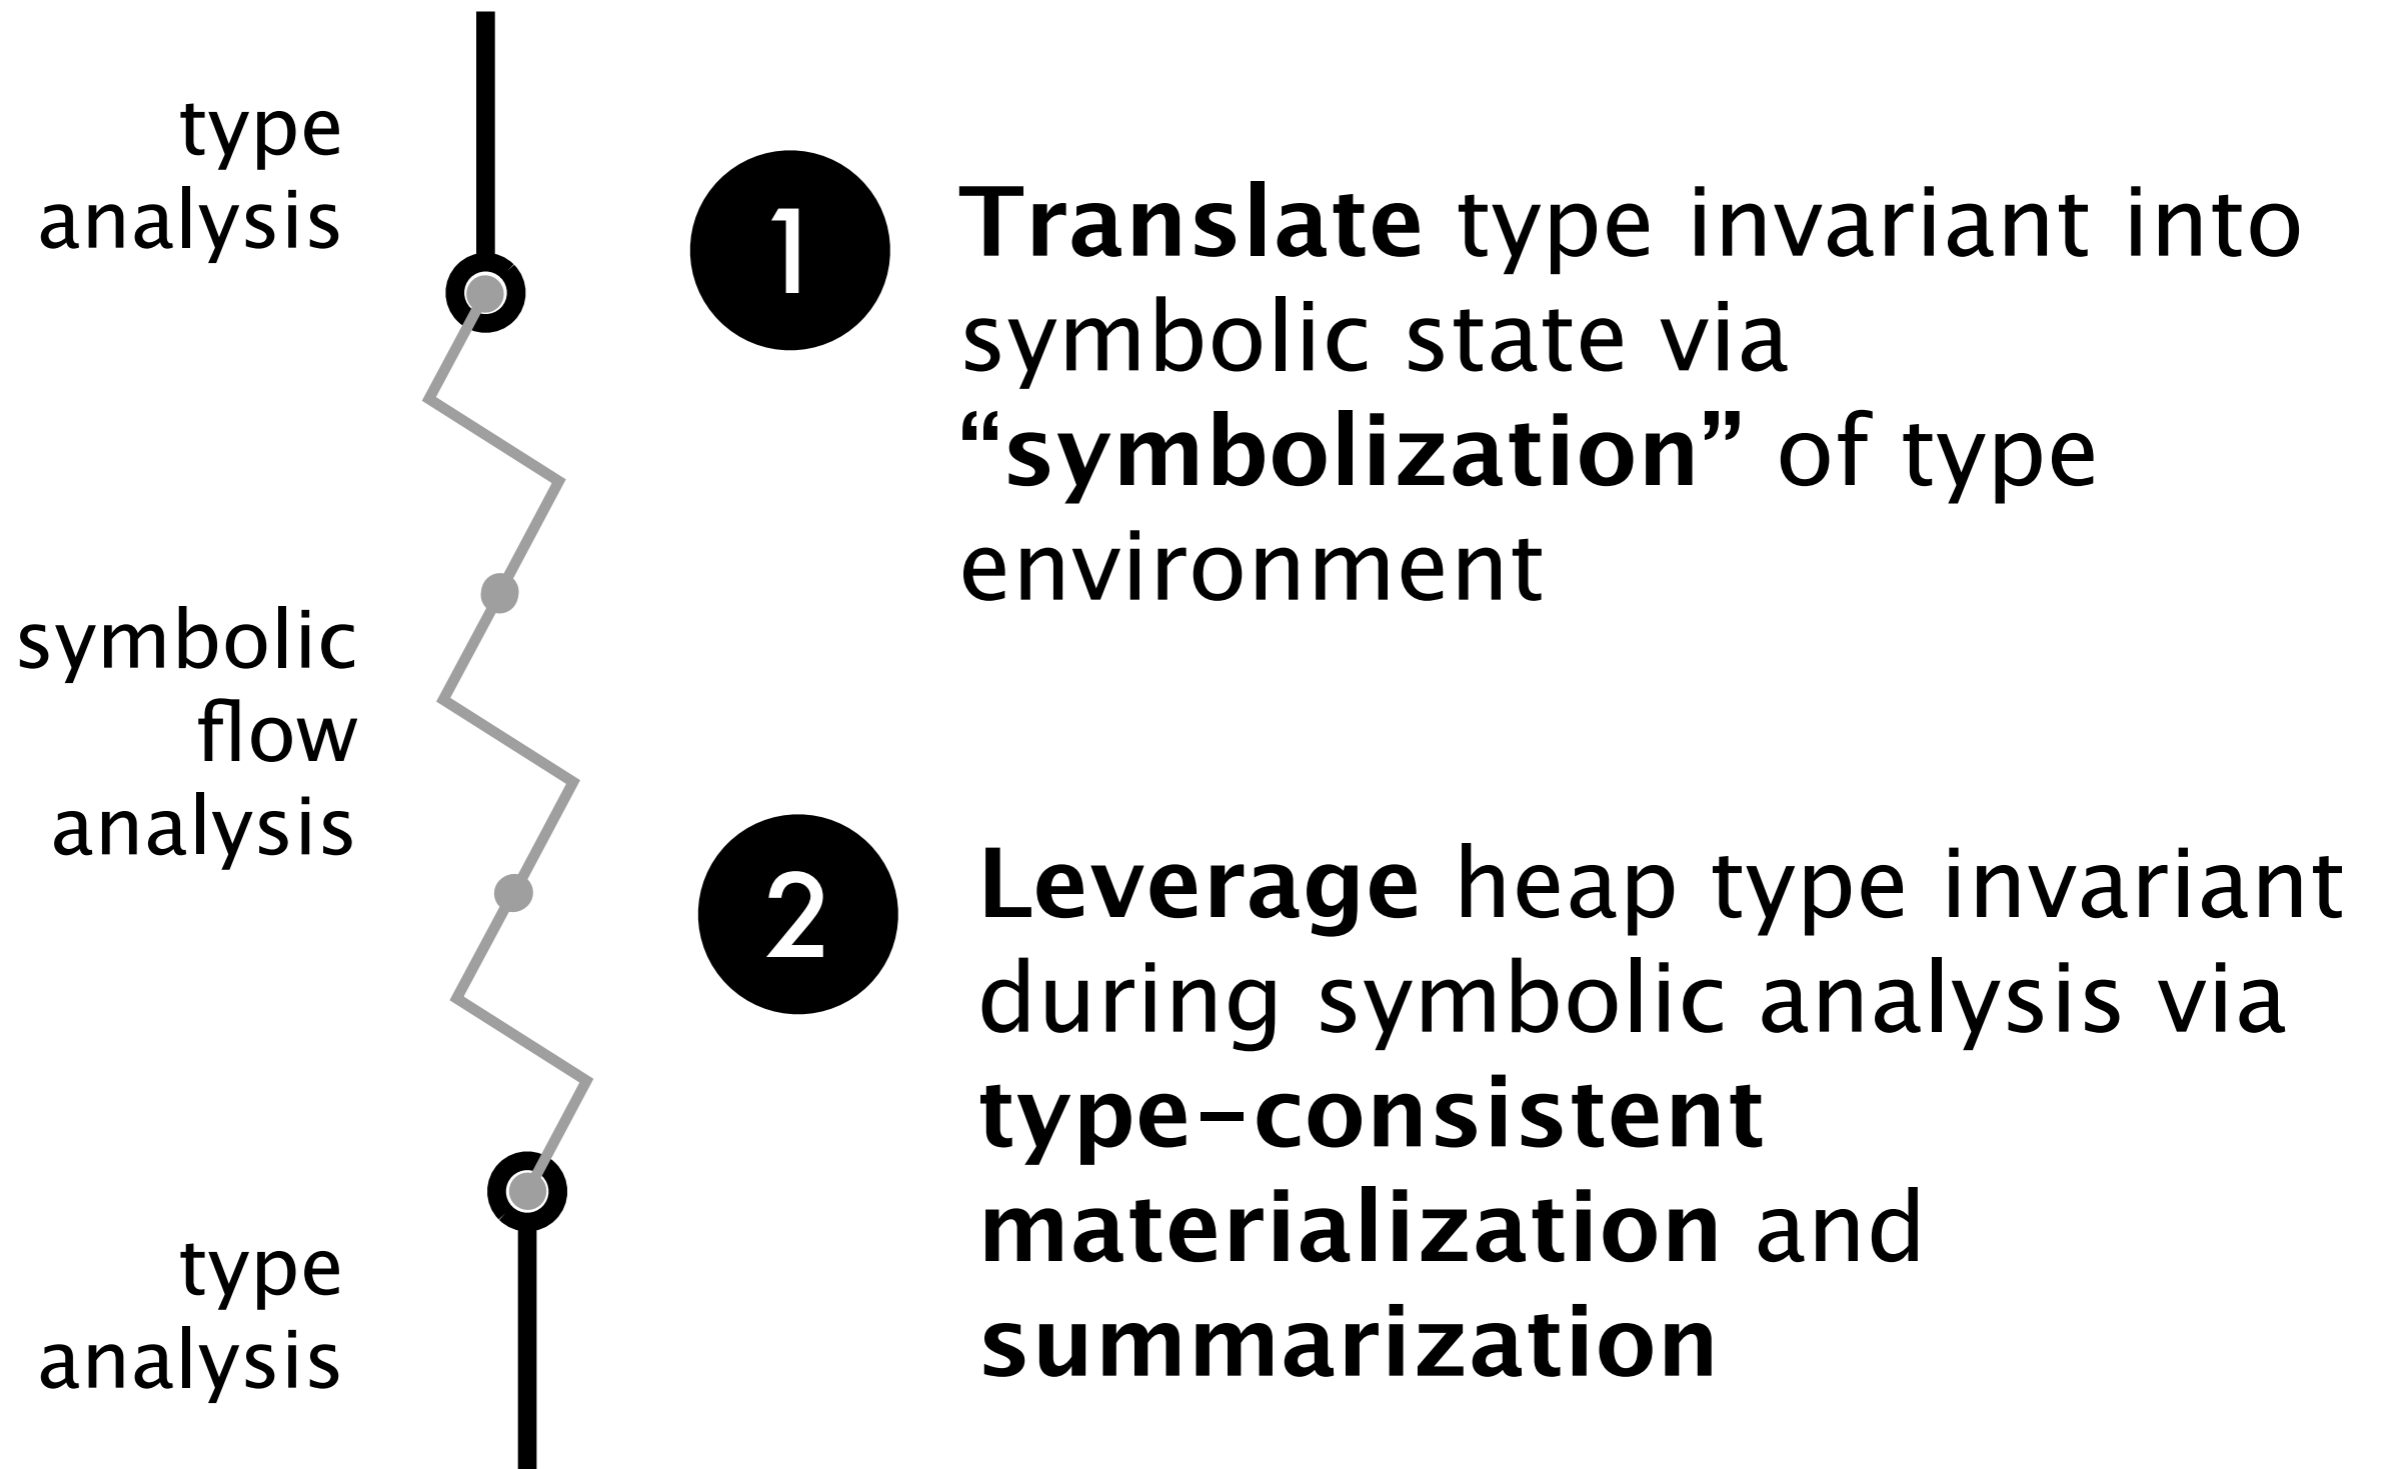 type
analysis
symbolic
flow
analysis
type
analysis
1
Translate type invariant into
symbolic state via
“symbolization” of type
environment
2
Leverage heap type invariant
during symbolic analysis via
type-consistent
materialization and
summarization